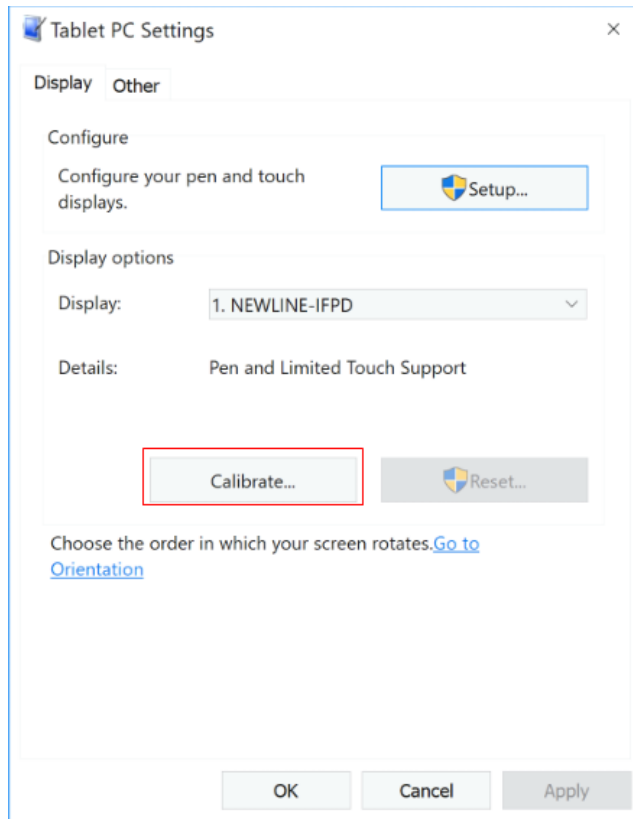 Tablet PC Settings
Display Other
Configure
Configure your pen and touch
displays.
Setup...
Display options
Display: 1. NEWLINE-IFPD
Details: Pen and Limited Touch Support
Calibrate... Reset...
Choose the order in which your screen rotates.Go to
Orientation
OK Cancel Apply